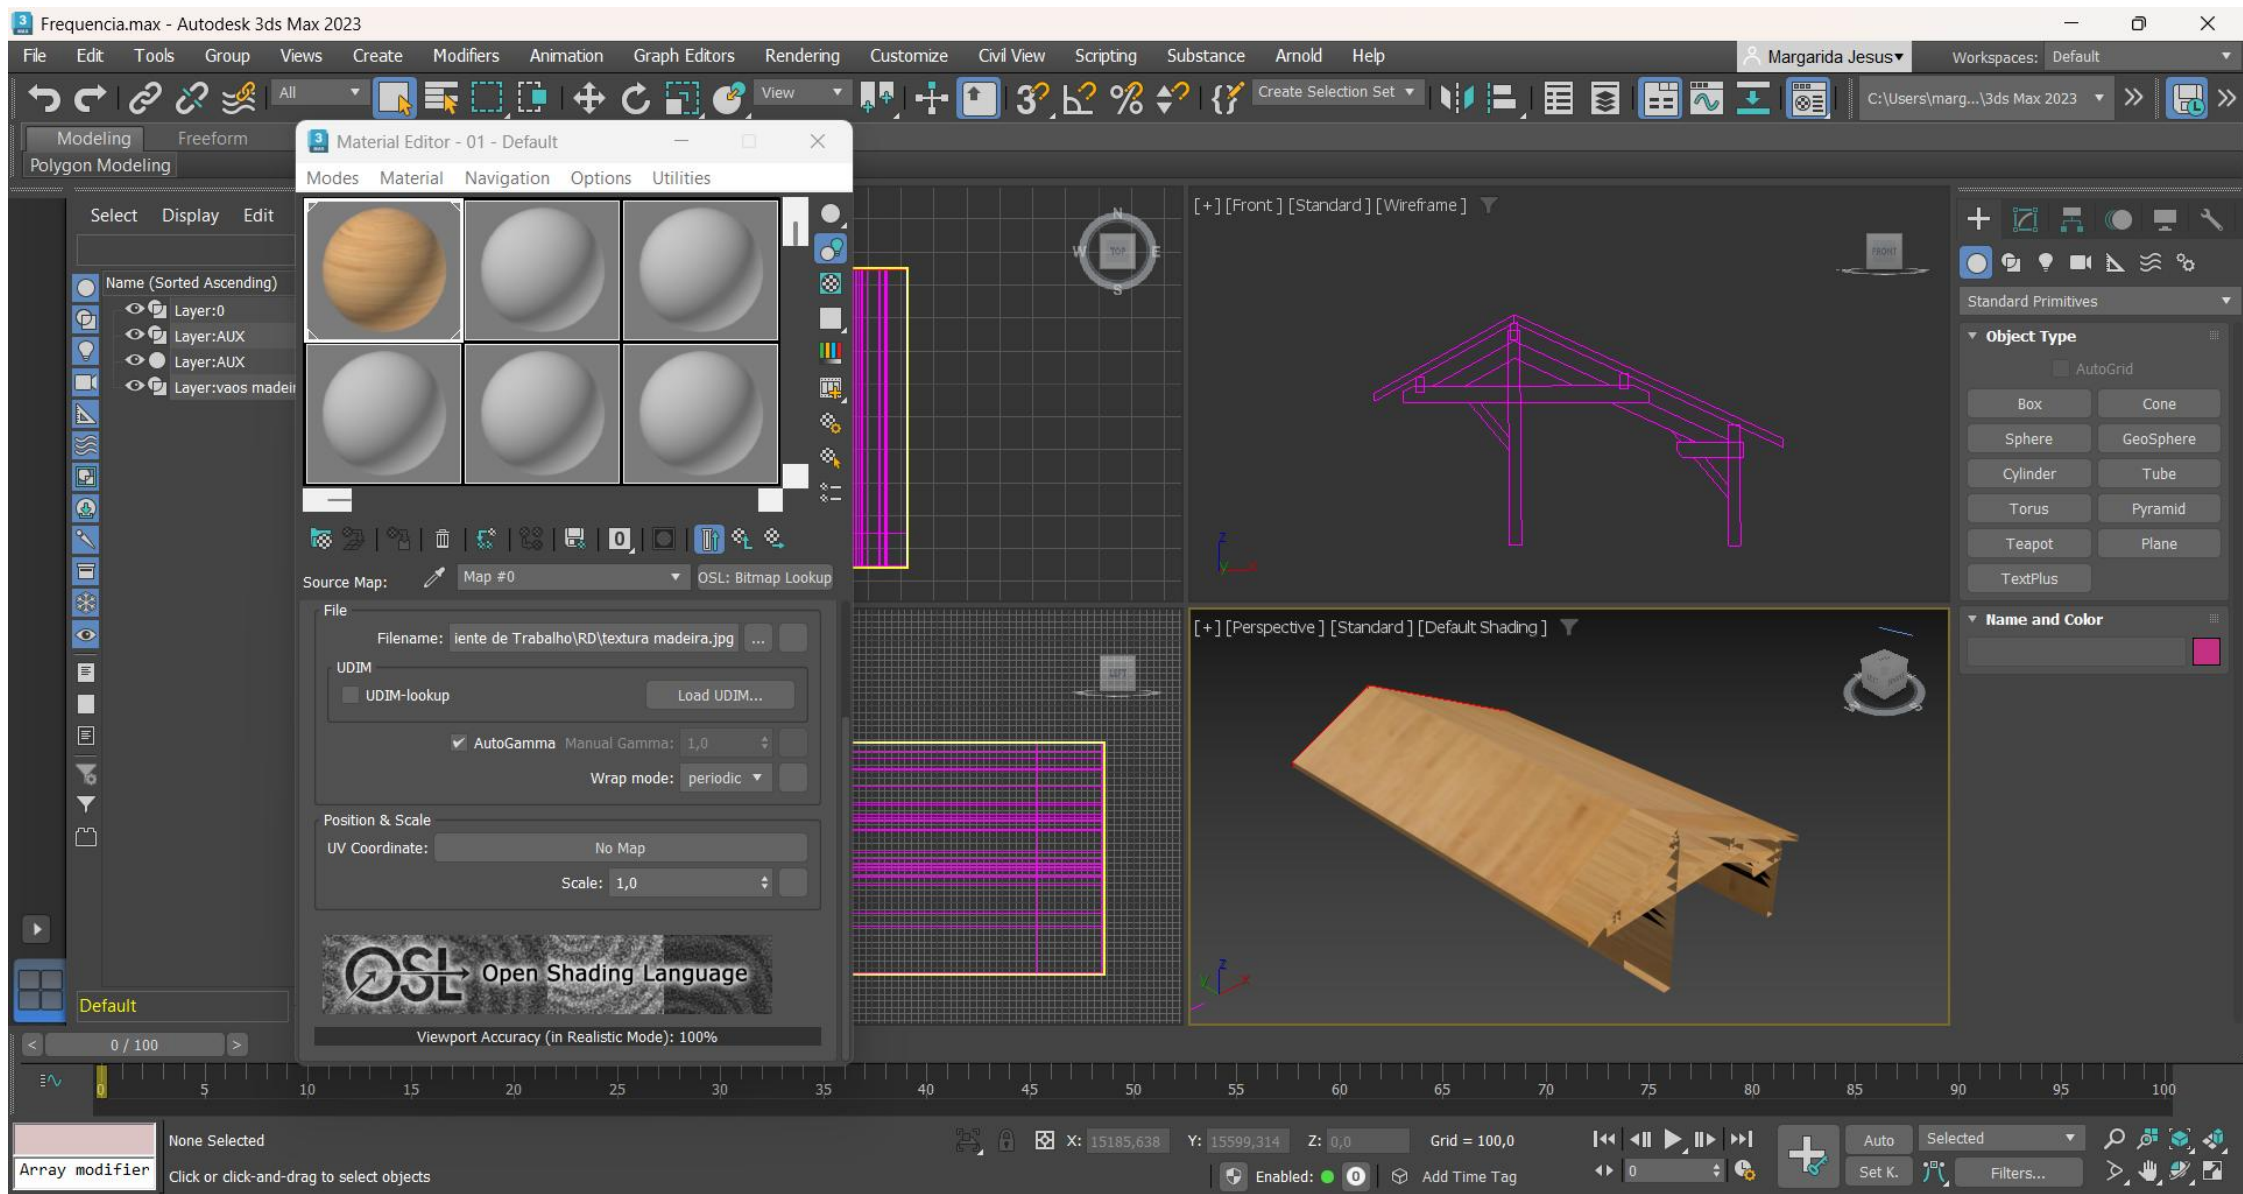 Frequencia.max - Autodesk 3ds Max 2023
File Edit Tools Group Views Create Modifiers Animation Graph Editors Rendering Customize Civil View Scripting Substance Arnold Help Margarida Jesus Workspaces: Default
All View Create Selection Set C:\Users\marg...\3ds Max 2023
Modeling Freeform
Polygon Modeling
Material Editor - 01 - Default
Modes Material Navigation Options Utilities
Select Display Edit
Name (Sorted Ascending)
Layer:0
Layer:AUX
Layer:AUX
Layer:vaos madeir
Source Map: Map #0 OSL: Bitmap Lookup
File
Filename: iente de Trabalho\RD\textura madeira.jpg ...
UDIM
UDIM-lookup Load UDIM...
AutoGamma Manual Gamma: 1,0
Wrap mode: periodic
Position & Scale
UV Coordinate: No Map
Scale: 1,0
OSL Open Shading Language
Viewport Accuracy (in Realistic Mode): 100%
N
W TOP E
S
LEFT
[+] [Front] [Standard] [Wireframe]
FRONT
Z
Y X
[+] [Perspective] [Standard] [Default Shading]
Z
Y X
Standard Primitives
Object Type
AutoGrid
Box Cone
Sphere GeoSphere
Cylinder Tube
Torus Pyramid
Teapot Plane
TextPlus
Name and Color
Default
< 0 / 100 >
0 5 10 15 20 25 30 35 40 45 50 55 60 65 70 75 80 85 90 95 100
None Selected X: 15185,638 Y: 15599,314 Z: 0,0 Grid = 100,0 Auto Selected
Array modifier Click or click-and-drag to select objects Enabled: 0 Add Time Tag 0 Set K. Filters...